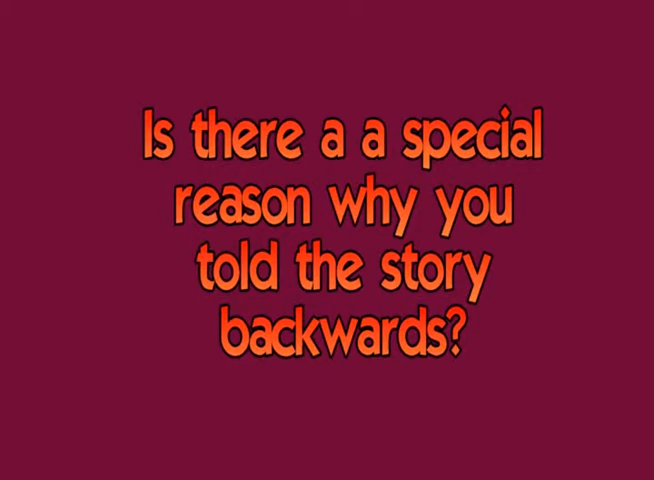 Is there a a special
reason why you
told the story
backwards?